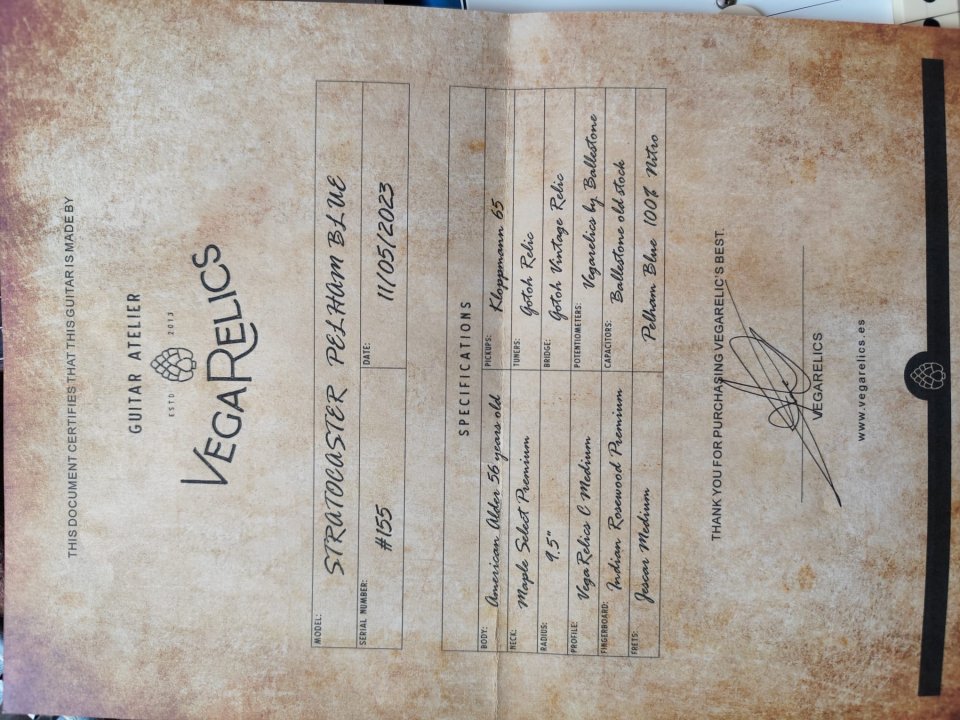 THIS DOCUMENT CERTIFIES THAT THIS GUITAR IS MADE BY
GUITAR ATELIER
ESTD 2013
VEGARELICS
MODEL: STRATOCASTER PELHAM BLUE
SERIAL NUMBER: #155 DATE: 11/05/2023
SPECIFICATIONS
BODY: American Alder 56 years old PICKUPS: Kloppmann 65
NECK: Maple Select Premium TUNERS: Gotoh Relic
RADIUS: 9.5" BRIDGE: Gotoh Vintage Relic
PROFILE: VegaRelics C Medium POTENTIOMETERS: Vegarelics by Ballestone
FINGERBOARD: Indian Rosewood Premium CAPACITORS: Ballestone old stock
FRETS: Jescar Medium Pelham Blue 100% Nitro
THANK YOU FOR PURCHASING VEGARELIC'S BEST.
VEGARELICS
www.vegarelics.es